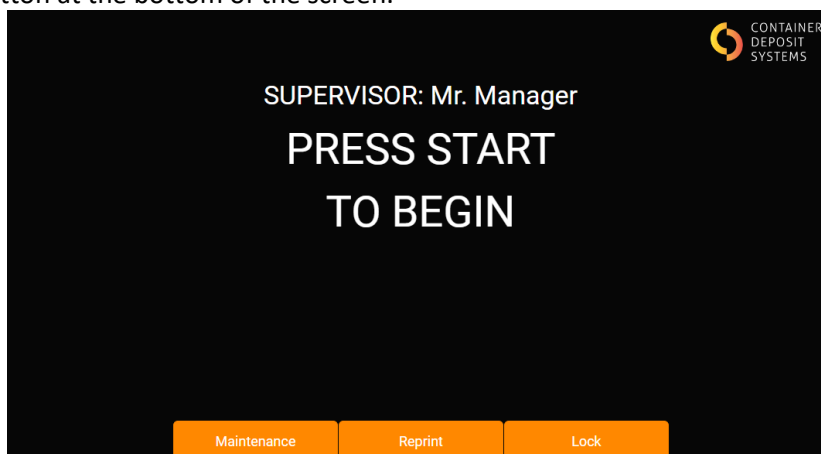 button at the bottom of the screen.
CONTAINER
DEPOSIT
SYSTEMS
SUPERVISOR: Mr. Manager
PRESS START
TO BEGIN
Maintenance Reprint Lock